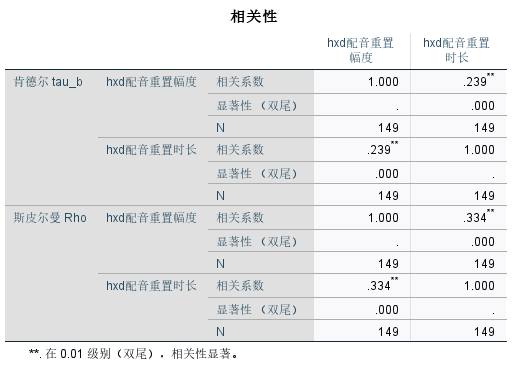 相关性
hxd配音重置幅度 hxd配音重置时长
肯德尔 tau_b hxd配音重置幅度 相关系数 1.000 .239**
显著性 （双尾） . .000
N 149 149
hxd配音重置时长 相关系数 .239** 1.000
显著性 （双尾） .000 .
N 149 149
斯皮尔曼 Rho hxd配音重置幅度 相关系数 1.000 .334**
显著性 （双尾） . .000
N 149 149
hxd配音重置时长 相关系数 .334** 1.000
显著性 （双尾） .000 .
N 149 149
**. 在 0.01 级别（双尾），相关性显著。